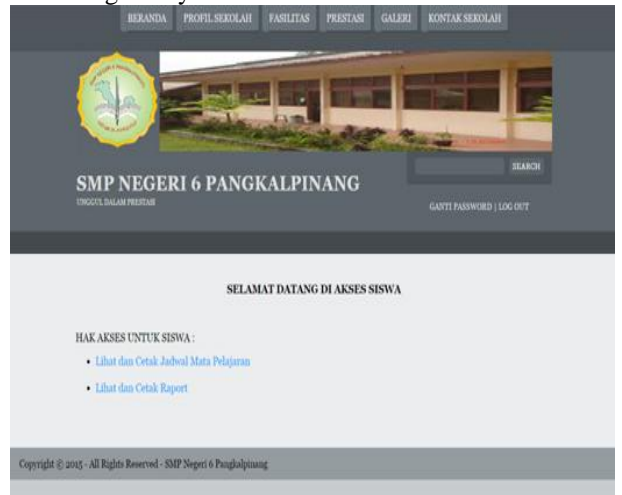 BERANDA PROFIL SEKOLAH FASILITAS PRESTASI GALERI KONTAK SEKOLAH
SEARCH
SMP NEGERI 6 PANGKALPINANG
UNGGUL DALAM PRESTASI
GANTI PASSWORD | LOG OUT
SELAMAT DATANG DI AKSES SISWA
HAK AKSES UNTUK SISWA :
• Lihat dan Cetak Jadwal Mata Pelajaran
• Lihat dan Cetak Raport
Copyright © 2015 - All Rights Reserved - SMP Negeri 6 Pangkalpinang